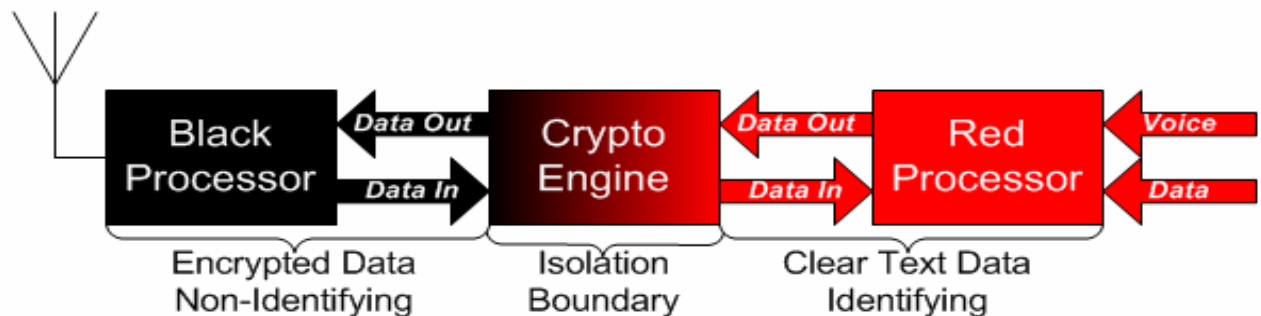 Black
Processor
Data Out
Data In
Crypto
Engine
Data Out
Data In
Red
Processor
Voice
Data
Encrypted Data
Non-Identifying
Isolation
Boundary
Clear Text Data
Identifying